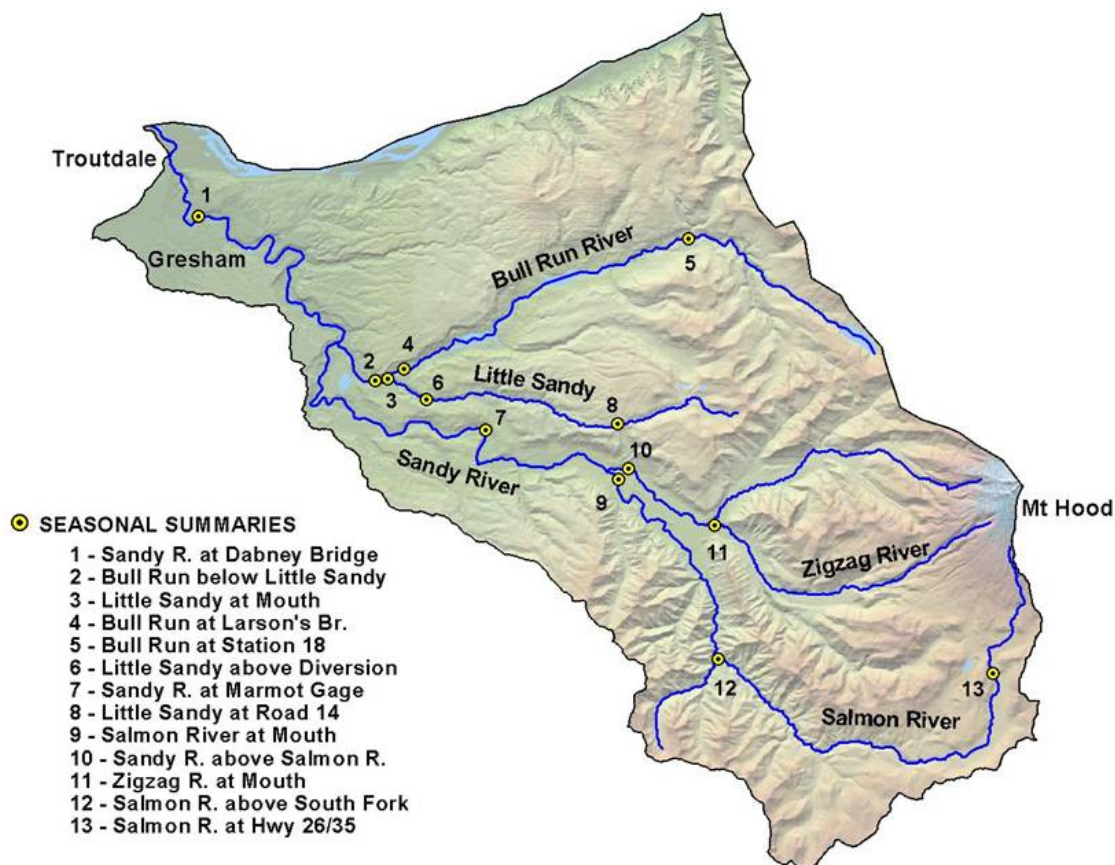 Troutdale
1
Gresham
Bull Run River
5
4
2
3
6
Little Sandy
8
7
Sandy River
10
9
11
Zigzag River
Mt Hood
12
13
Salmon River
SEASONAL SUMMARIES
1 - Sandy R. at Dabney Bridge
2 - Bull Run below Little Sandy
3 - Little Sandy at Mouth
4 - Bull Run at Larson's Br.
5 - Bull Run at Station 18
6 - Little Sandy above Diversion
7 - Sandy R. at Marmot Gage
8 - Little Sandy at Road 14
9 - Salmon River at Mouth
10 - Sandy R. above Salmon R.
11 - Zigzag R. at Mouth
12 - Salmon R. above South Fork
13 - Salmon R. at Hwy 26/35